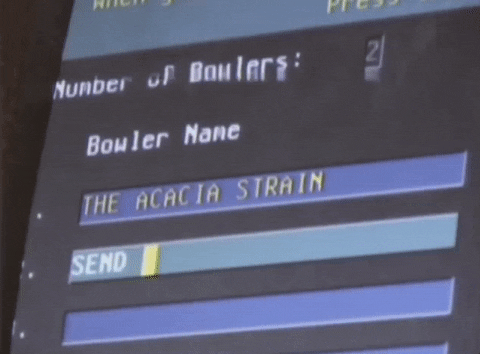 Number of Bowlers: 2
Bowler Name
THE ACACIA STRAIN
SEND